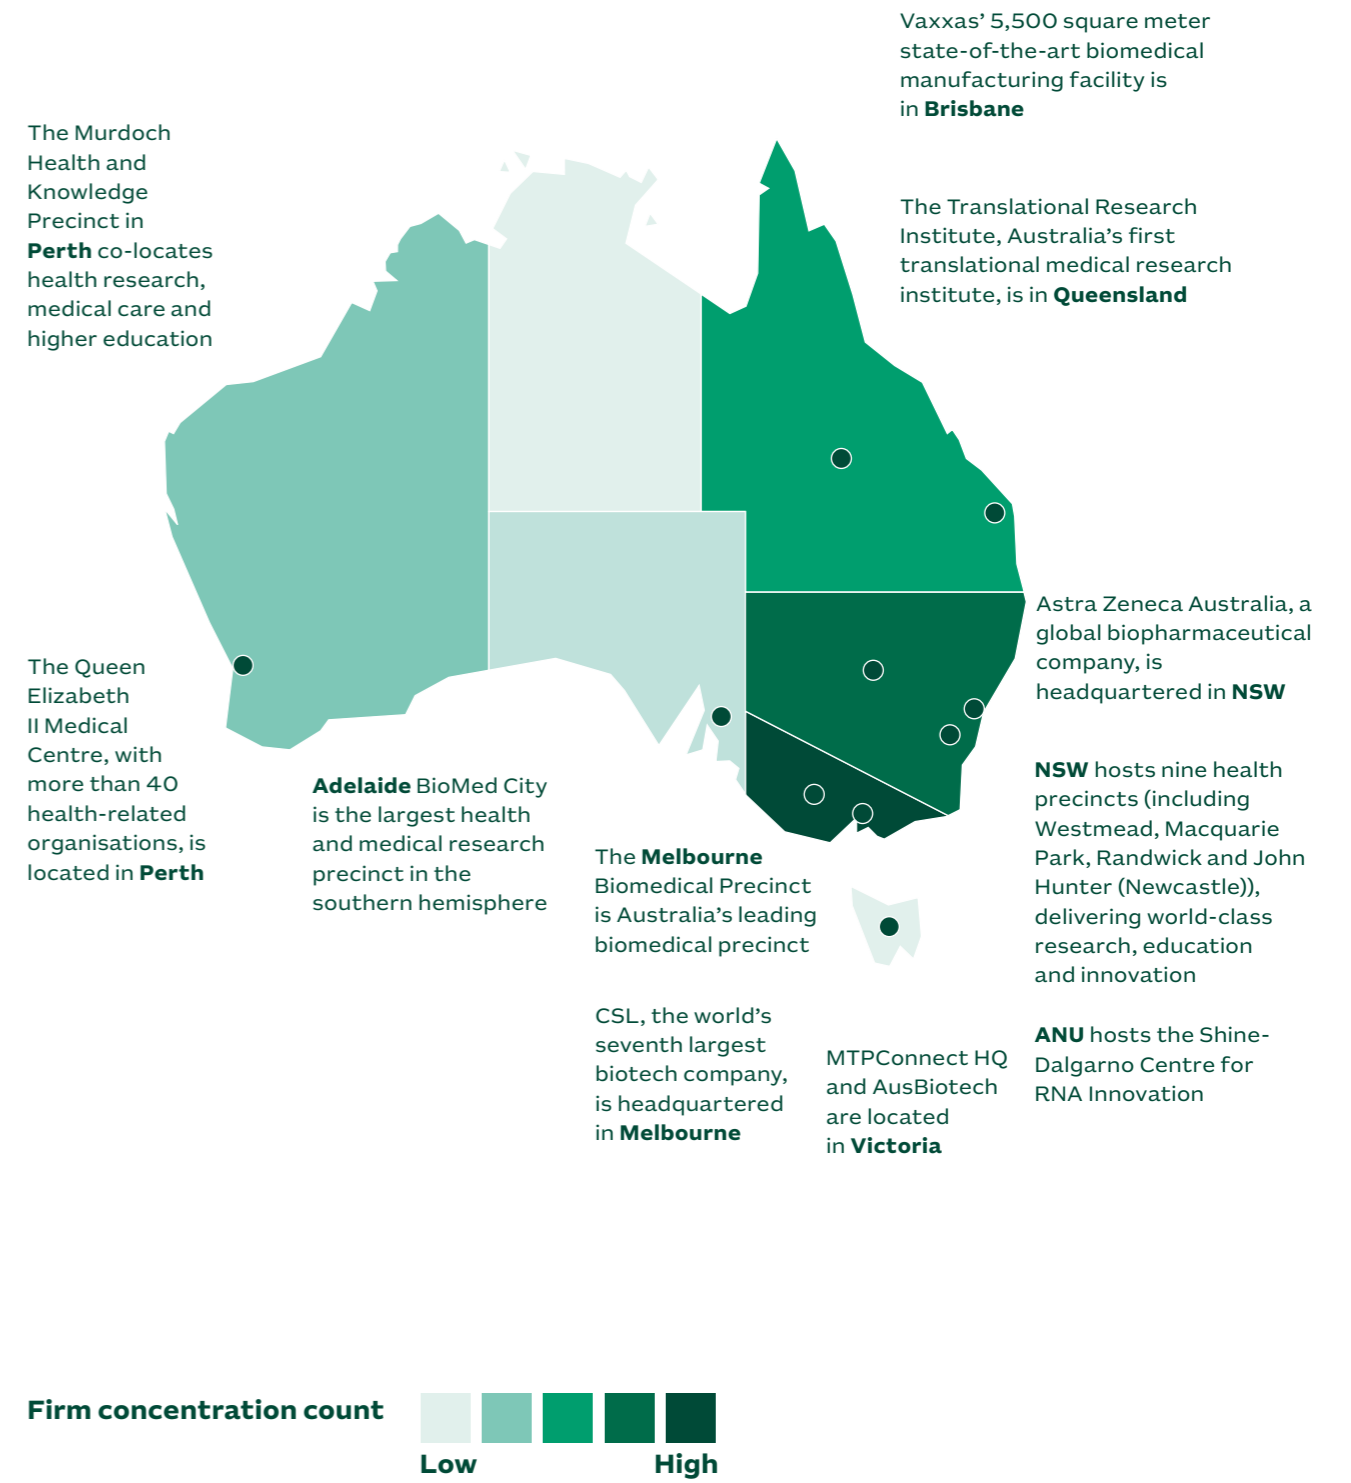 Vaxxas’ 5,500 square meter
state-of-the-art biomedical
manufacturing facility is
in Brisbane
The Murdoch
Health and
Knowledge
Precinct in
Perth co-locates
health research,
medical care and
higher education
The Translational Research
Institute, Australia’s first
translational medical research
institute, is in Queensland
Astra Zeneca Australia, a
global biopharmaceutical
company, is
headquartered in NSW
The Queen
Elizabeth
II Medical
Centre, with
more than 40
health-related
organisations, is
located in Perth
Adelaide BioMed City
is the largest health
and medical research
precinct in the
southern hemisphere
The Melbourne
Biomedical Precinct
is Australia’s leading
biomedical precinct
NSW hosts nine health
precincts (including
Westmead, Macquarie
Park, Randwick and John
Hunter (Newcastle)),
delivering world-class
research, education
and innovation
CSL, the world’s
seventh largest
biotech company,
is headquartered
in Melbourne
MTPConnect HQ
and AusBiotech
are located
in Victoria
ANU hosts the Shine-
Dalgarno Centre for
RNA Innovation
Firm concentration count
Low High